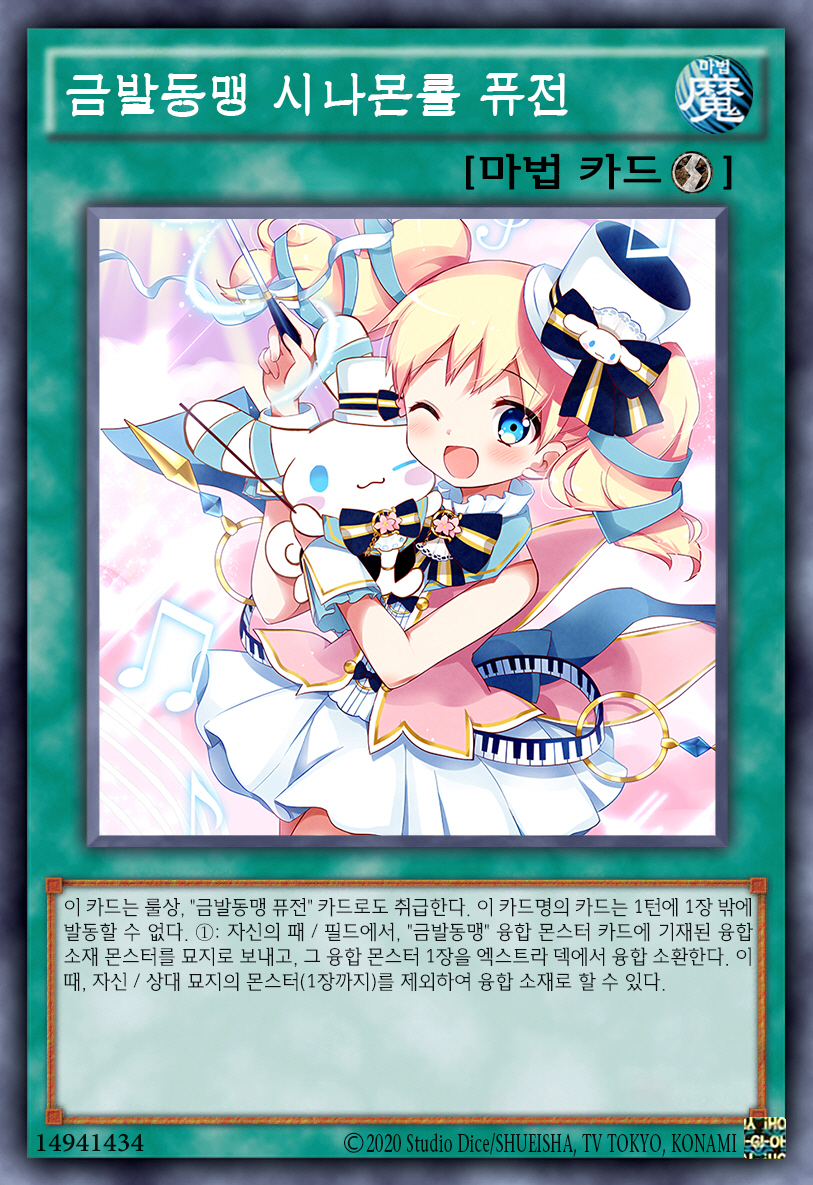 금발동맹 시나몬롤 퓨전
마법
魔
[마법 카드 ]
이 카드는 룰상, "금발동맹 퓨전" 카드로도 취급한다. 이 카드명의 카드는 1턴에 1장 밖에
발동할 수 없다. ①: 자신의 패 / 필드에서, "금발동맹" 융합 몬스터 카드에 기재된 융합
소재 몬스터를 묘지로 보내고, 그 융합 몬스터 1장을 엑스트라 덱에서 융합 소환한다. 이
때, 자신 / 상대 묘지의 몬스터(1장까지)를 제외하여 융합 소재로 할 수 있다.
14941434
©2020 Studio Dice/SHUEISHA, TV TOKYO, KONAMI